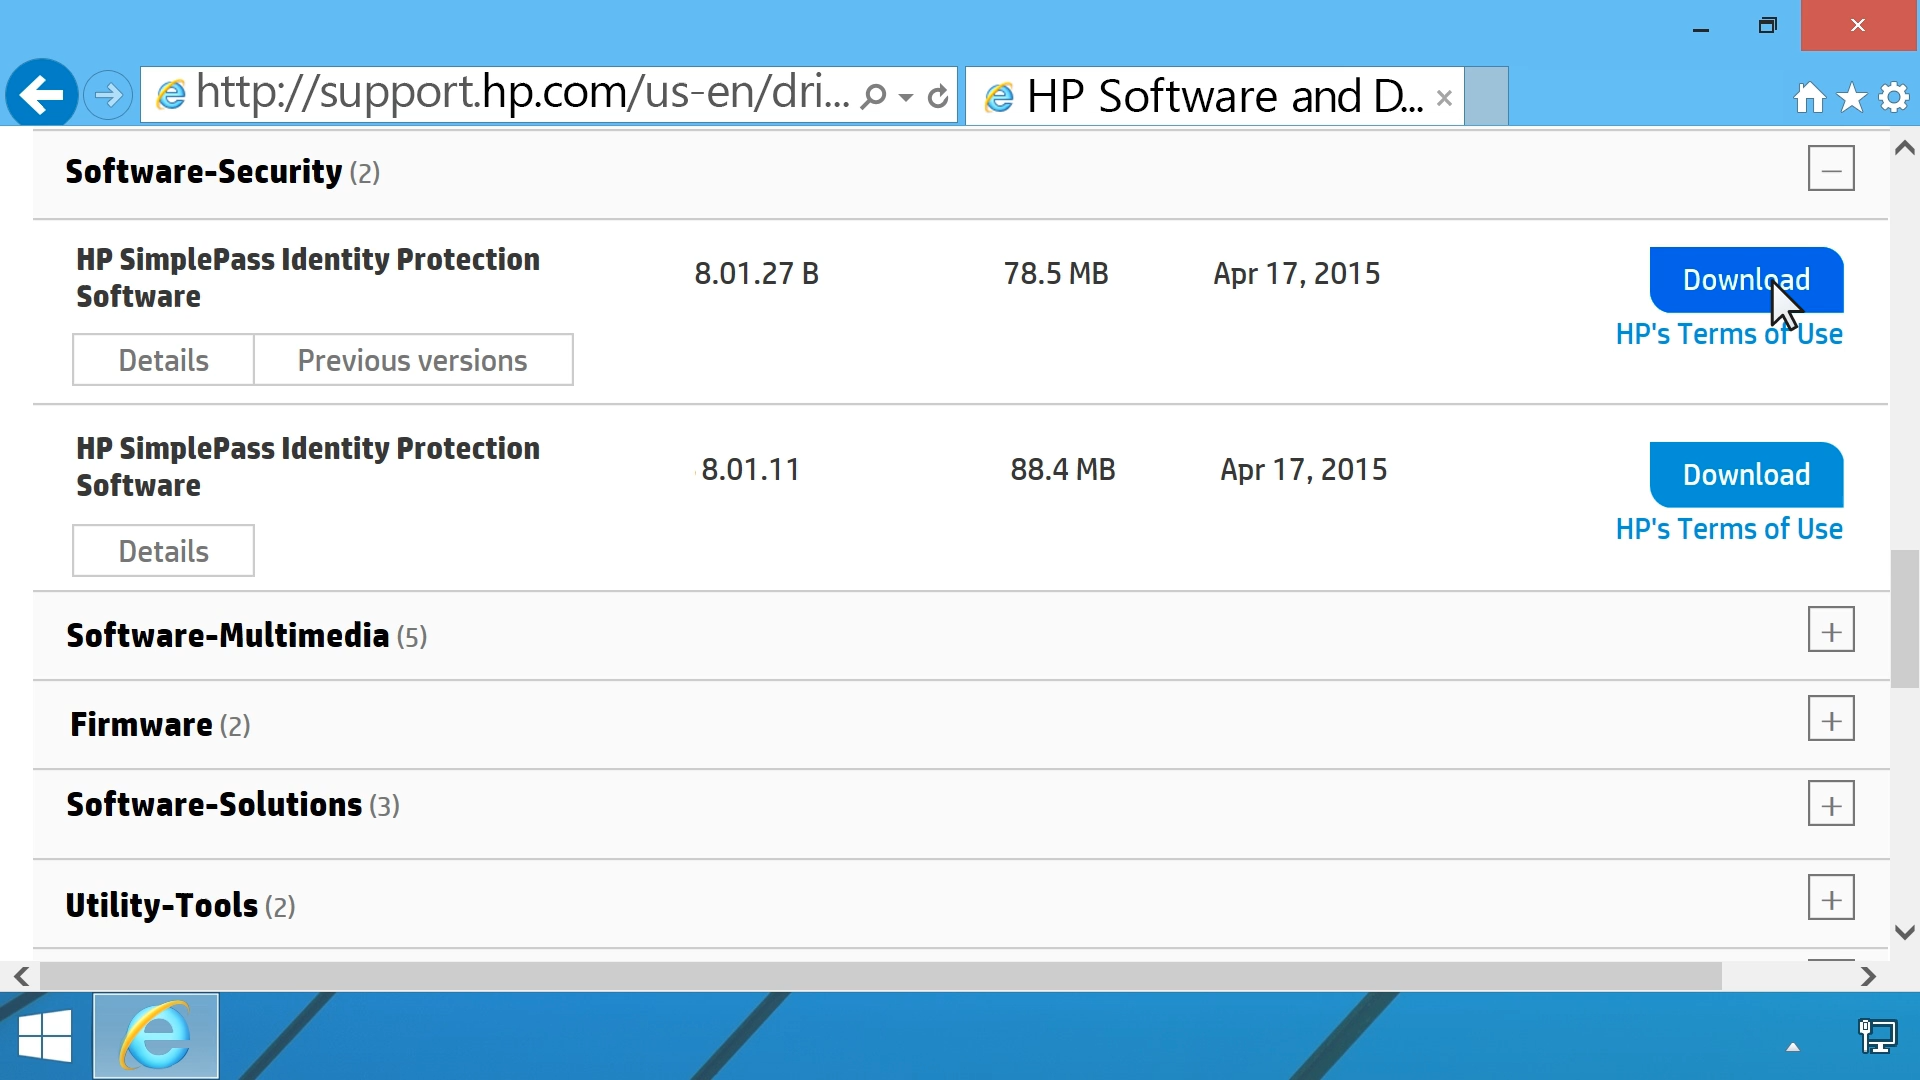 http://support.hp.com/us-en/dri...
HP Software and D...
Software-Security (2)
HP SimplePass Identity Protection
Software
8.01.27 B
78.5 MB
Apr 17, 2015
Download
HP's Terms of Use
Details
Previous versions
HP SimplePass Identity Protection
Software
8.01.11
88.4 MB
Apr 17, 2015
Download
HP's Terms of Use
Details
Software-Multimedia (5)
Firmware (2)
Software-Solutions (3)
Utility-Tools (2)